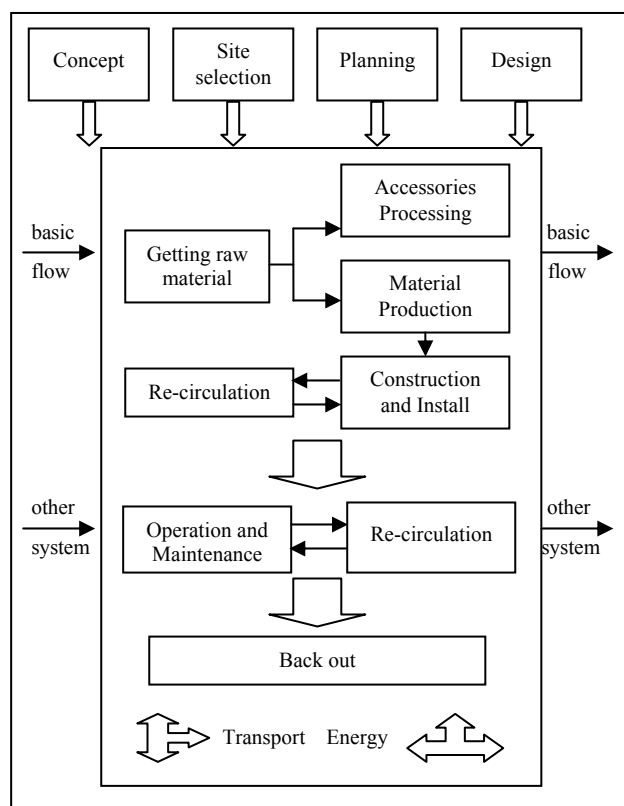 Concept
Site
selection
Planning
Design
Accessories
Processing
basic
flow
Getting raw
material
basic
flow
Material
Production
Re-circulation
Construction
and Install
other
system
Operation and
Maintenance
Re-circulation
other
system
Back out
Transport Energy